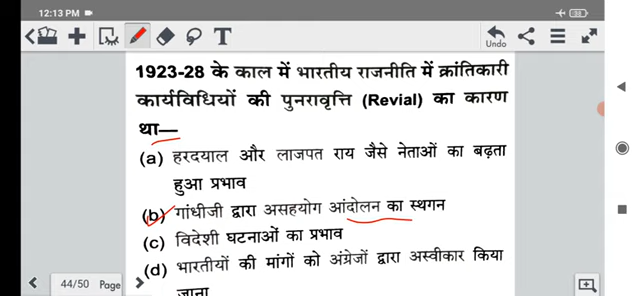 12:13 PM
58
T
Undo
1923-28 के काल में भारतीय राजनीति में क्रांतिकारी
कार्यविधियों की पुनरावृत्ति (Revial) का कारण
था—
(a) हरदयाल और लाजपत राय जैसे नेताओं का बढ़ता
हुआ प्रभाव
(b) गांधीजी द्वारा असहयोग आंदोलन का स्थगन
(c) विदेशी घटनाओं का प्रभाव
(d) भारतीयों की मांगों को अंग्रेजों द्वारा अस्वीकार किया
जाना
44/50 Page